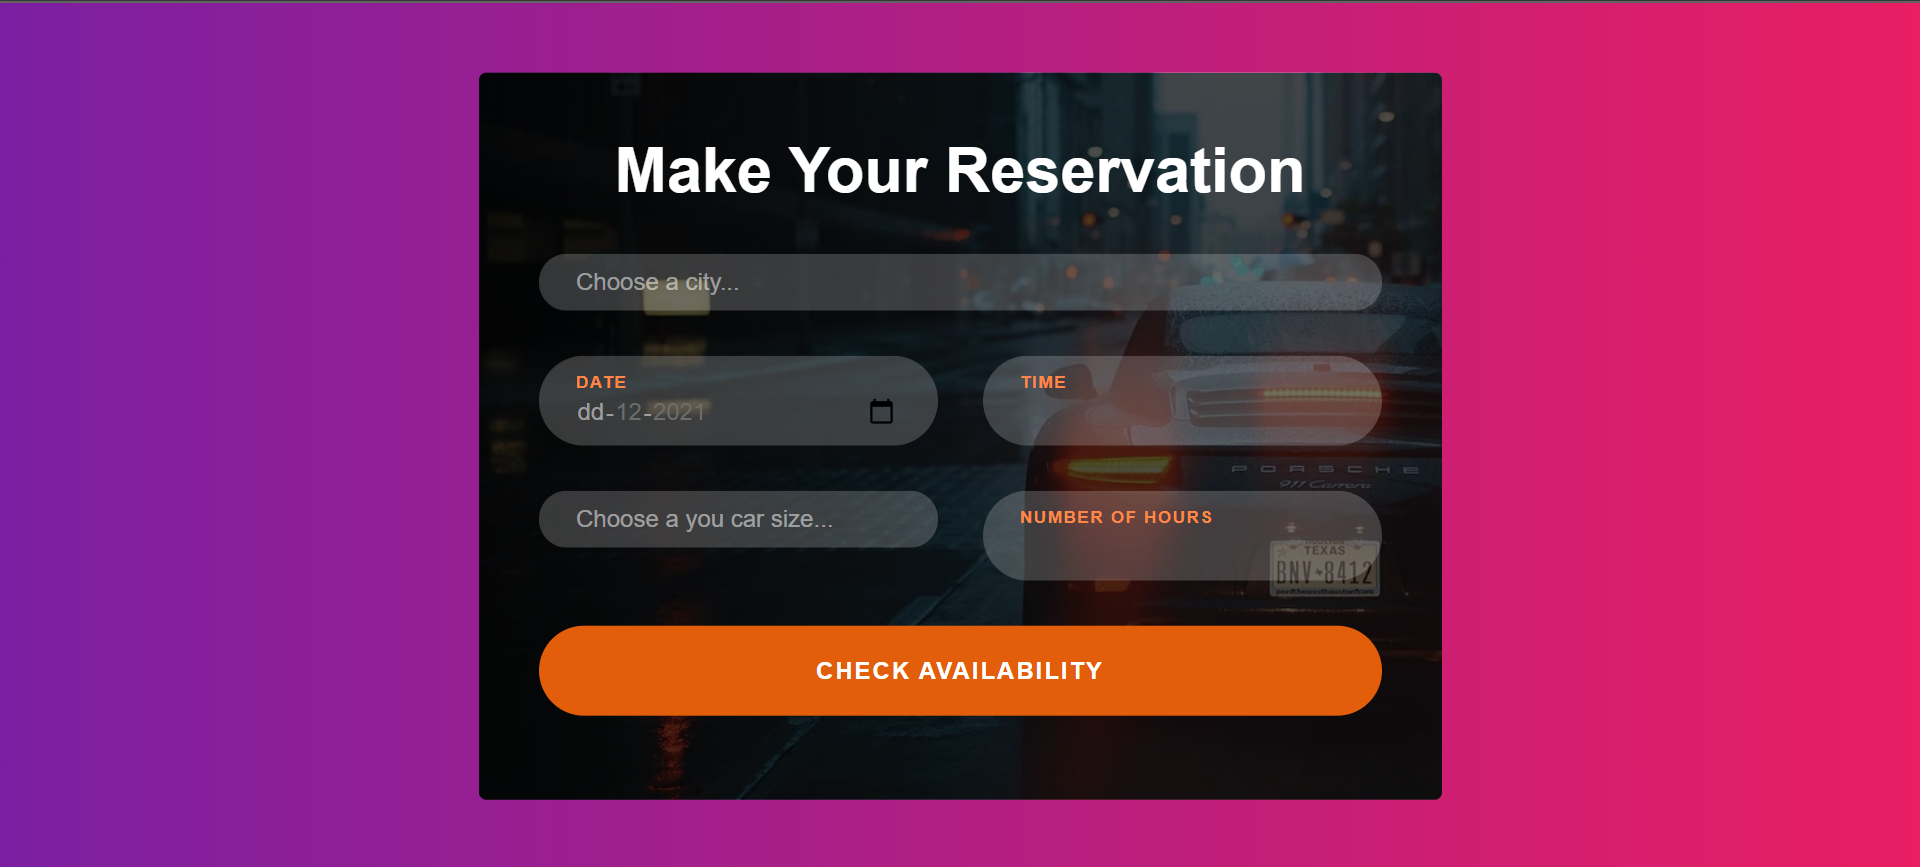 Make Your Reservation
Choose a city...
DATE
TIME
dd-12-2021
PORSCHE
911 Carrera
Choose a you car size...
NUMBER OF HOURS
TEXAS
BNV 8412
CHECK AVAILABILITY